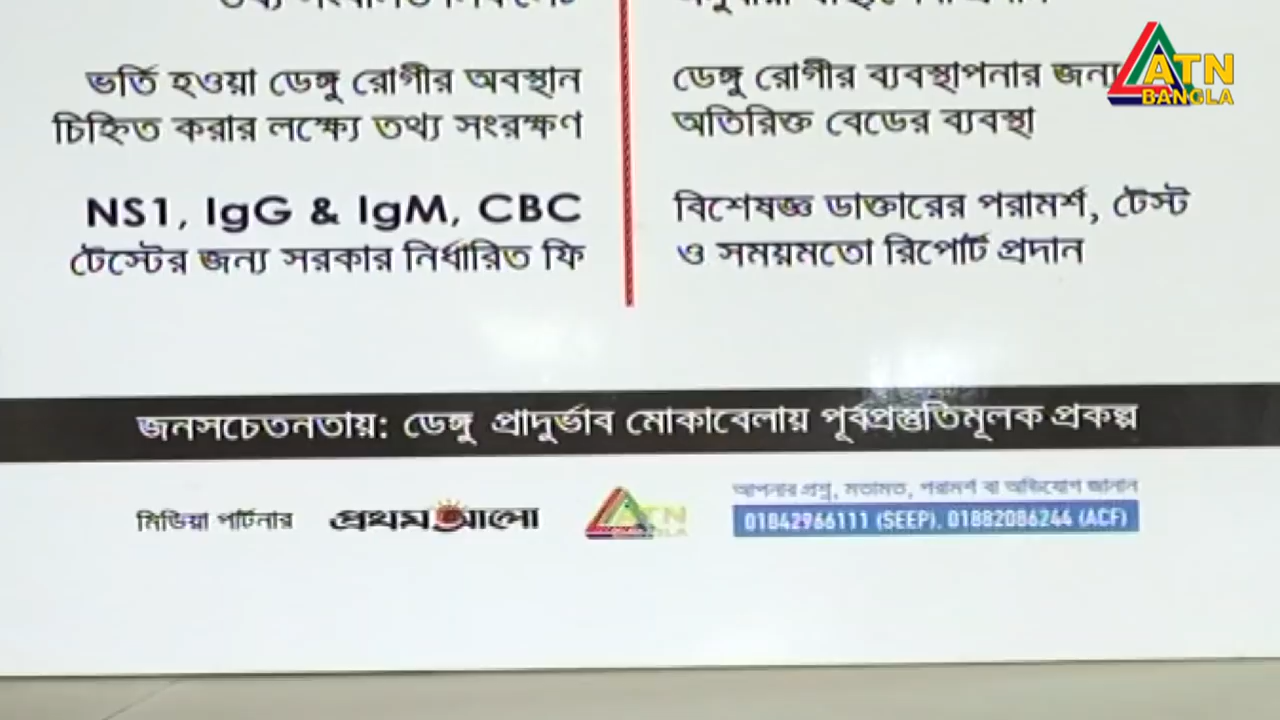 ভর্তি হওয়া ডেঙ্গু রোগীর অবস্থান
চিহ্নিত করার লক্ষ্যে তথ্য সংরক্ষণ
NS1, IgG & IgM, CBC
টেস্টের জন্য সরকার নির্ধারিত ফি
ডেঙ্গু রোগীর ব্যবস্থাপনার জন্য
অতিরিক্ত বেডের ব্যবস্থা
বিশেষজ্ঞ ডাক্তারের পরামর্শ, টেস্ট
ও সময়মতো রিপোর্ট প্রদান
ATN
BANGLA
জনসচেতনতায়: ডেঙ্গু প্রাদুর্ভাব মোকাবেলায় পূর্বপ্রস্তুতিমূলক প্রকল্প
মিডিয়া পার্টনার
প্রথম আলো
ATN
BANGLA
আপনার প্রশ্ন, মতামত, পরামর্শ বা অভিযোগ জানান
01842966111 (SEEP), 01882086244 (ACF)